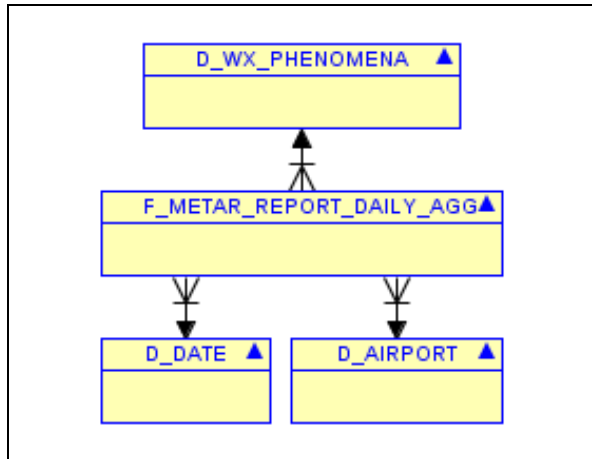 D_WX_PHENOMENA
F_METAR_REPORT_DAILY_AGG
D_DATE
D_AIRPORT